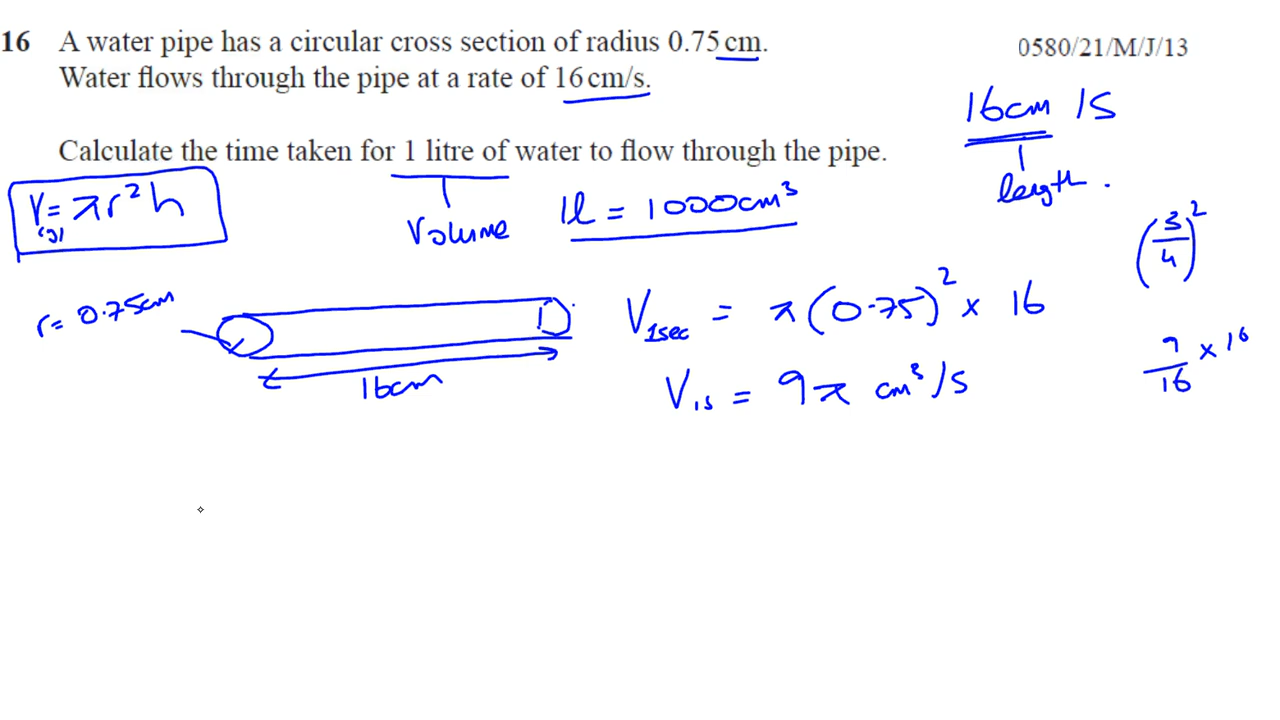 16 A water pipe has a circular cross section of radius 0.75 cm.
0580/21/M/J/13
Water flows through the pipe at a rate of 16 cm/s.
16cm /s
length.
Calculate the time taken for 1 litre of water to flow through the pipe.
V = πr²h
Volume
1l = 1000cm³
(3/4)²
r = 0.75cm
16cm
V1sec = π(0.75)² × 16
9/16 × 16
V1s = 9π cm³/s